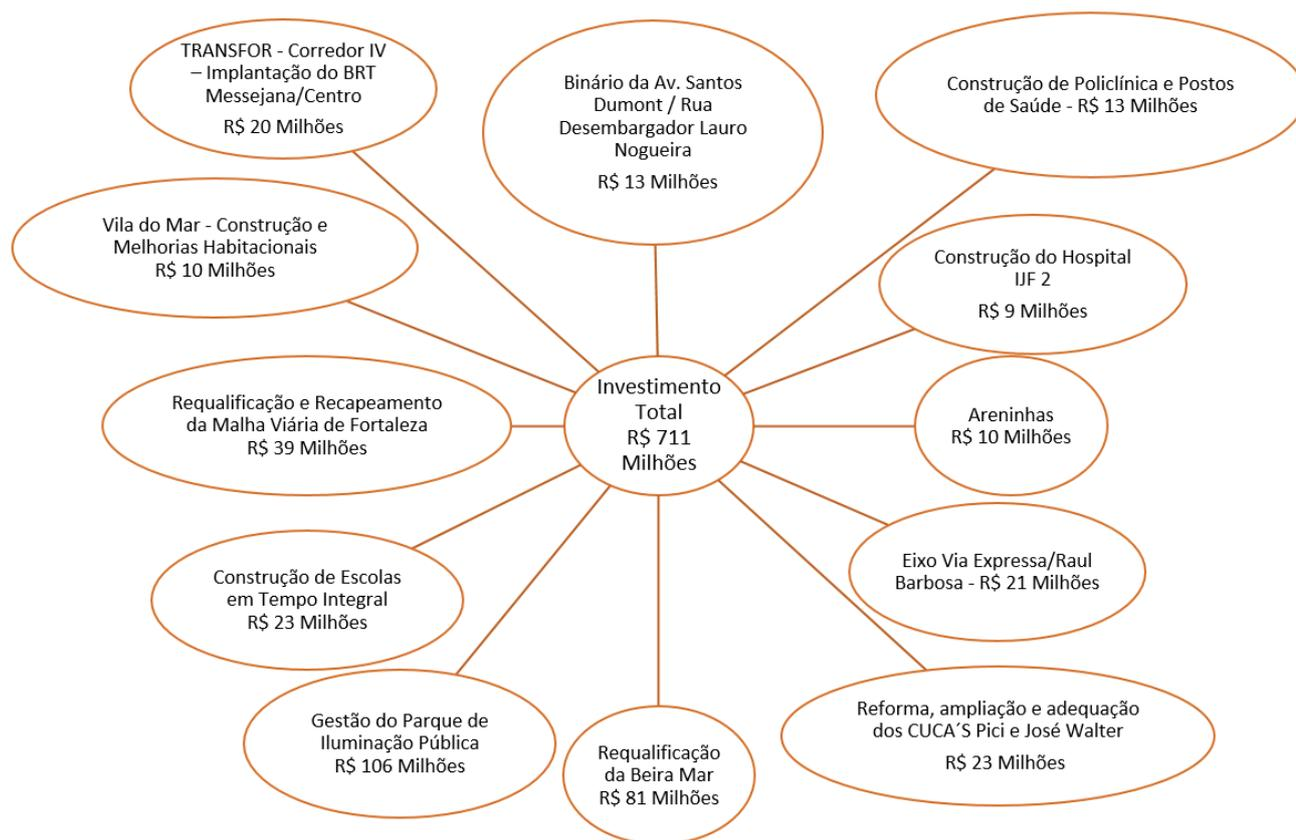 TRANSFOR - Corredor IV
– Implantação do BRT
Messejana/Centro
R$ 20 Milhões
Binário da Av. Santos
Dumont / Rua
Desembargador Lauro
Nogueira
R$ 13 Milhões
Construção de Policlínica e Postos
de Saúde - R$ 13 Milhões
Vila do Mar - Construção e
Melhorias Habitacionais
R$ 10 Milhões
Construção do Hospital
IJF 2
R$ 9 Milhões
Investimento
Total
R$ 711
Milhões
Requalificação e Recapeamento
da Malha Viária de Fortaleza
R$ 39 Milhões
Areninhas
R$ 10 Milhões
Construção de Escolas
em Tempo Integral
R$ 23 Milhões
Eixo Via Expressa/Raul
Barbosa - R$ 21 Milhões
Gestão do Parque de
Iluminação Pública
R$ 106 Milhões
Requalificação
da Beira Mar
R$ 81 Milhões
Reforma, ampliação e adequação
dos CUCA´S Pici e José Walter
R$ 23 Milhões